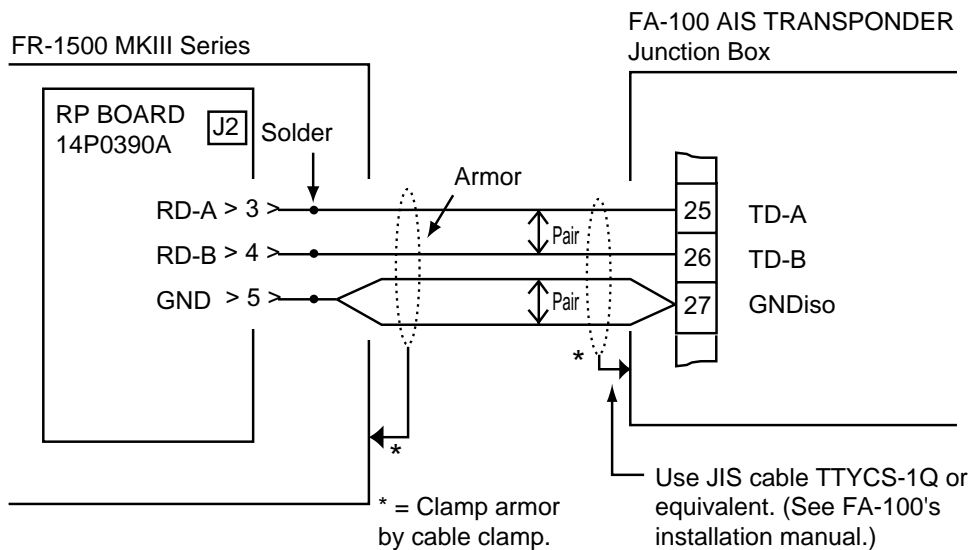 FR-1500 MKIII Series
FA-100 AIS TRANSPONDER
Junction Box
RP BOARD
14P0390A
J2
Solder
Armor
RD-A > 3 >
RD-B > 4 >
GND > 5 >
Pair
Pair
25 TD-A
26 TD-B
27 GNDiso
*
*
* = Clamp armor
by cable clamp.
Use JIS cable TTYCS-1Q or
equivalent. (See FA-100's
installation manual.)